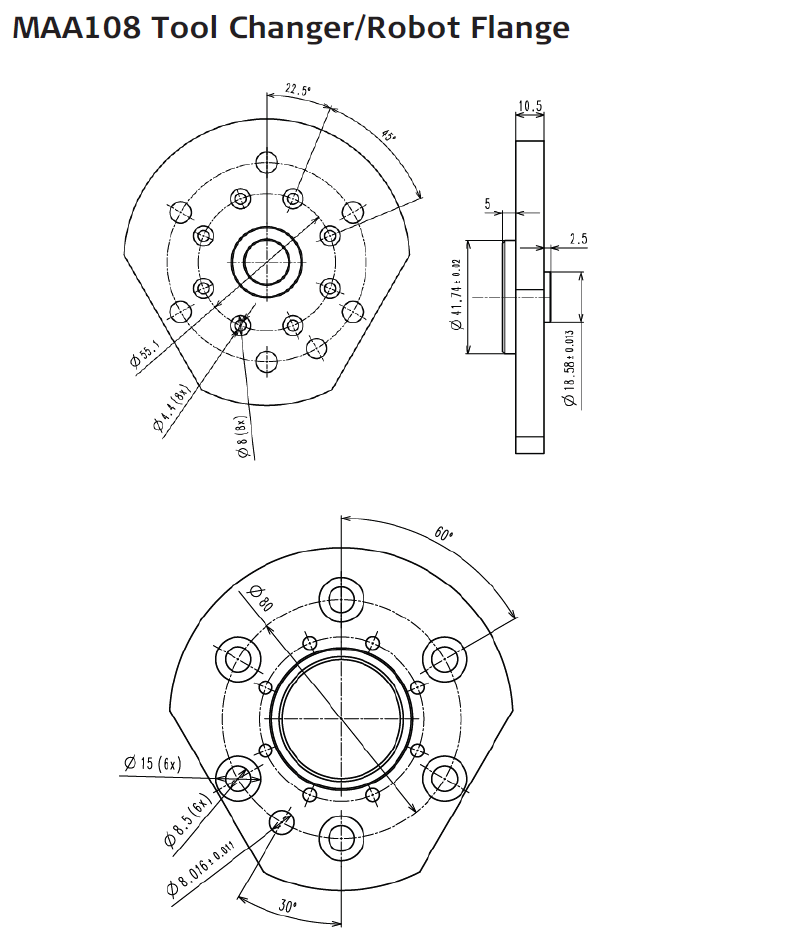 MAA108 Tool Changer/Robot Flange
22.5°
45°
10.5
5
2.5
Ø 41.74 ± 0.02
Ø 18.58 ± 0.013
Ø 55.1
Ø 4.4 (8x)
Ø 8 (8x)
60°
Ø 80
Ø 15 (6x)
Ø 8.5 (6x)
Ø 8.016 ± 0.011
30°